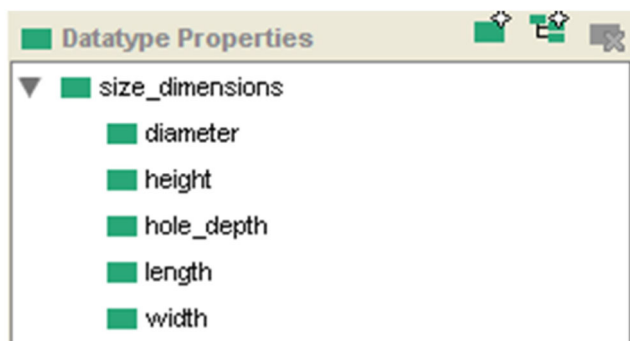 Datatype Properties
size_dimensions
diameter
height
hole_depth
length
width